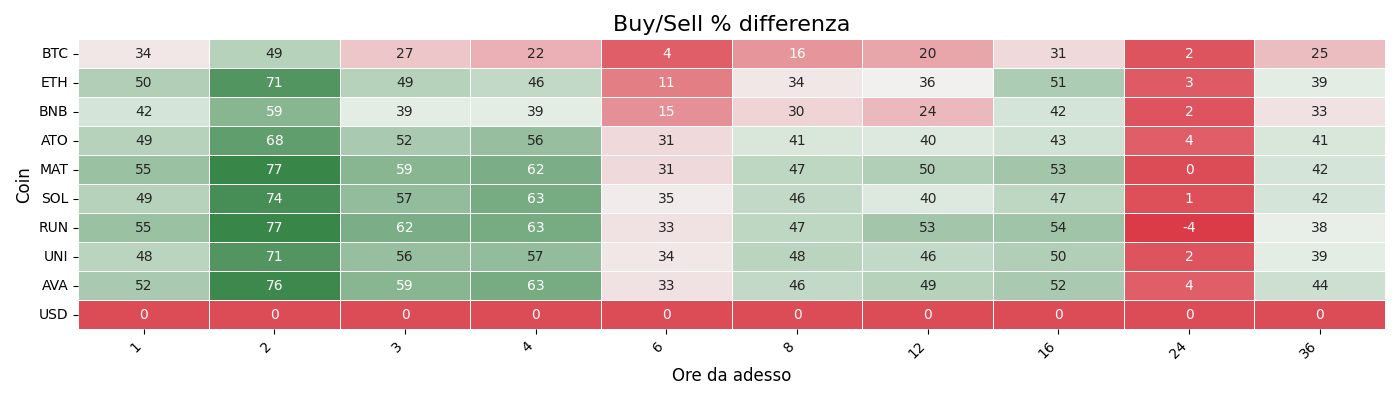 Buy/Sell % differenza
Coin
BTC 34 49 27 22 4 16 20 31 2 25
ETH 50 71 49 46 11 34 36 51 3 39
BNB 42 59 39 39 15 30 24 42 2 33
ATO 49 68 52 56 31 41 40 43 4 41
MAT 55 77 59 62 31 47 50 53 0 42
SOL 49 74 57 63 35 46 40 47 1 42
RUN 55 77 62 63 33 47 53 54 -4 38
UNI 48 71 56 57 34 48 46 50 2 39
AVA 52 76 59 63 33 46 49 52 4 44
USD 0 0 0 0 0 0 0 0 0 0
1 2 3 4 6 8 12 16 24 36
Ore da adesso